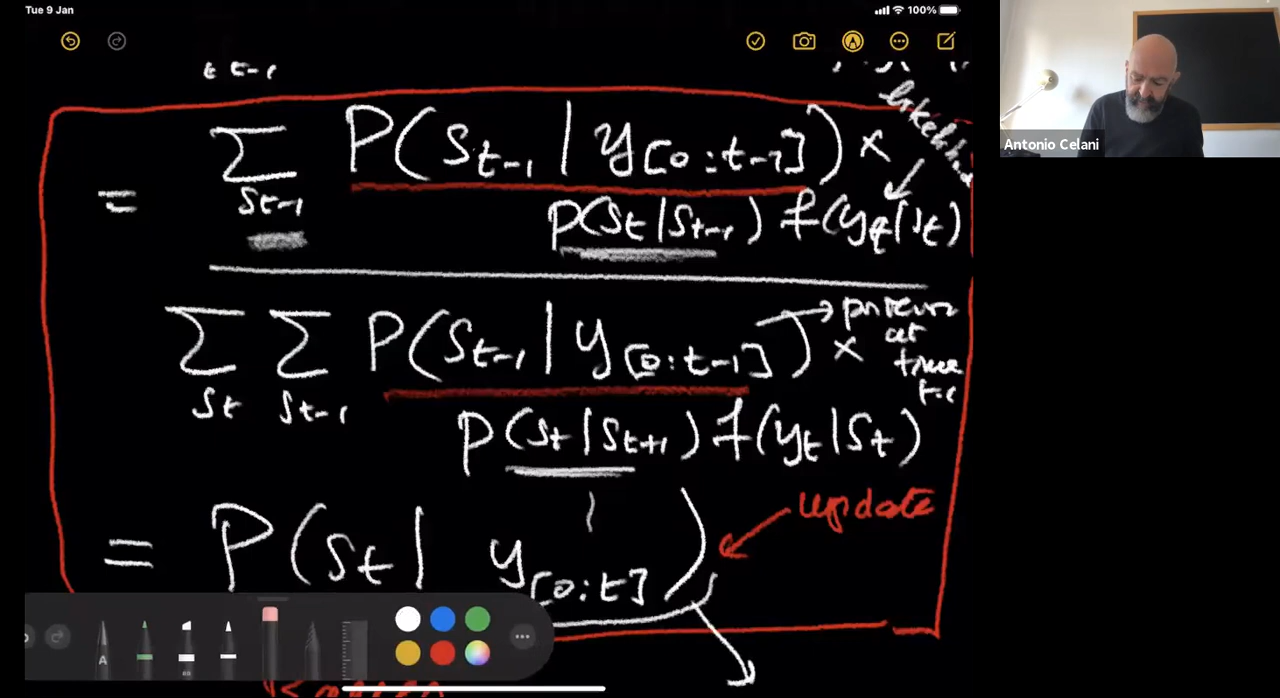 Tue 9 Jan 100%
Antonio Celani
t t-1
likelihood
= Σ P(St-1 | y[0:t-1]) ×
St-1
p(St|St-1) f(yt|St)
Σ Σ P(St-1 | y[0:t-1]) ×
St St-1
at
time
t-1
p(St|St+1) f(yt|St)
update
= P(St | y[0:t])
A